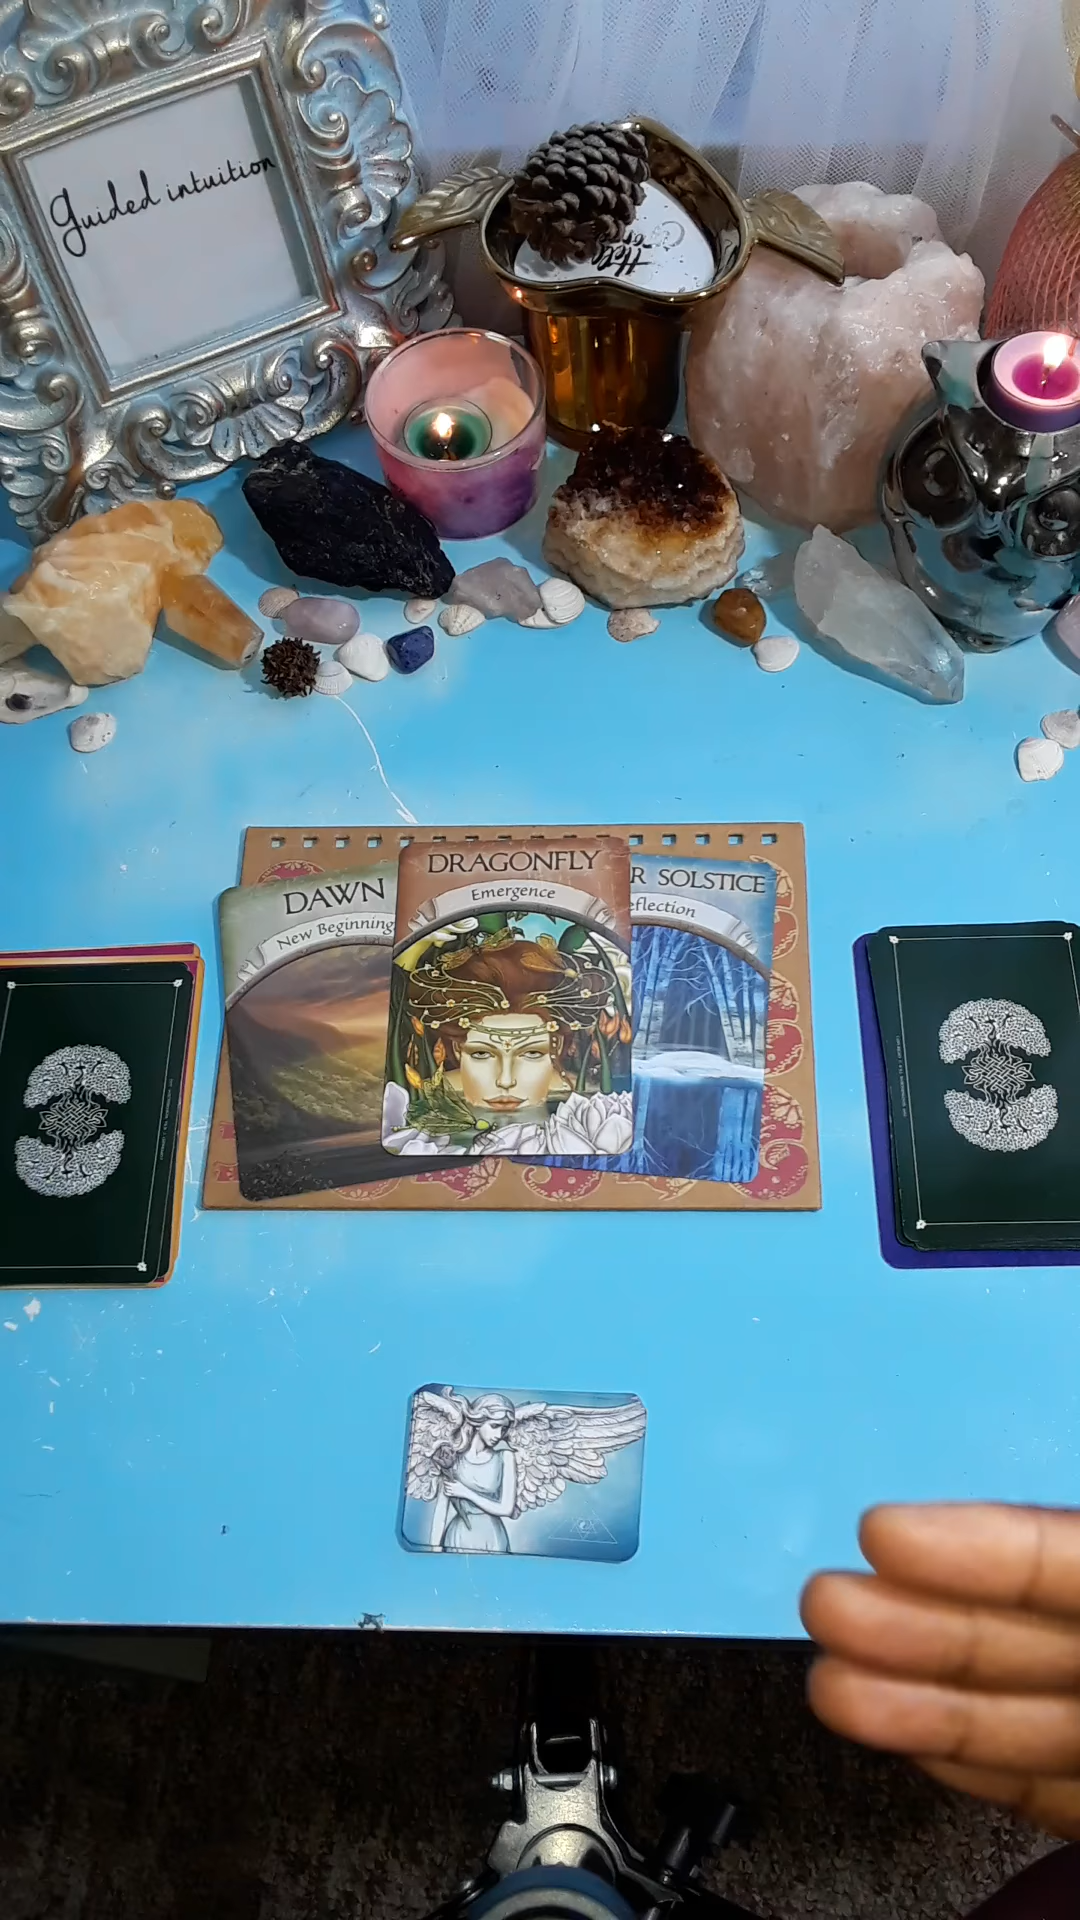 guided intuition
DAWN
New Beginning
DRAGONFLY
Emergence
R SOLSTICE
eflection